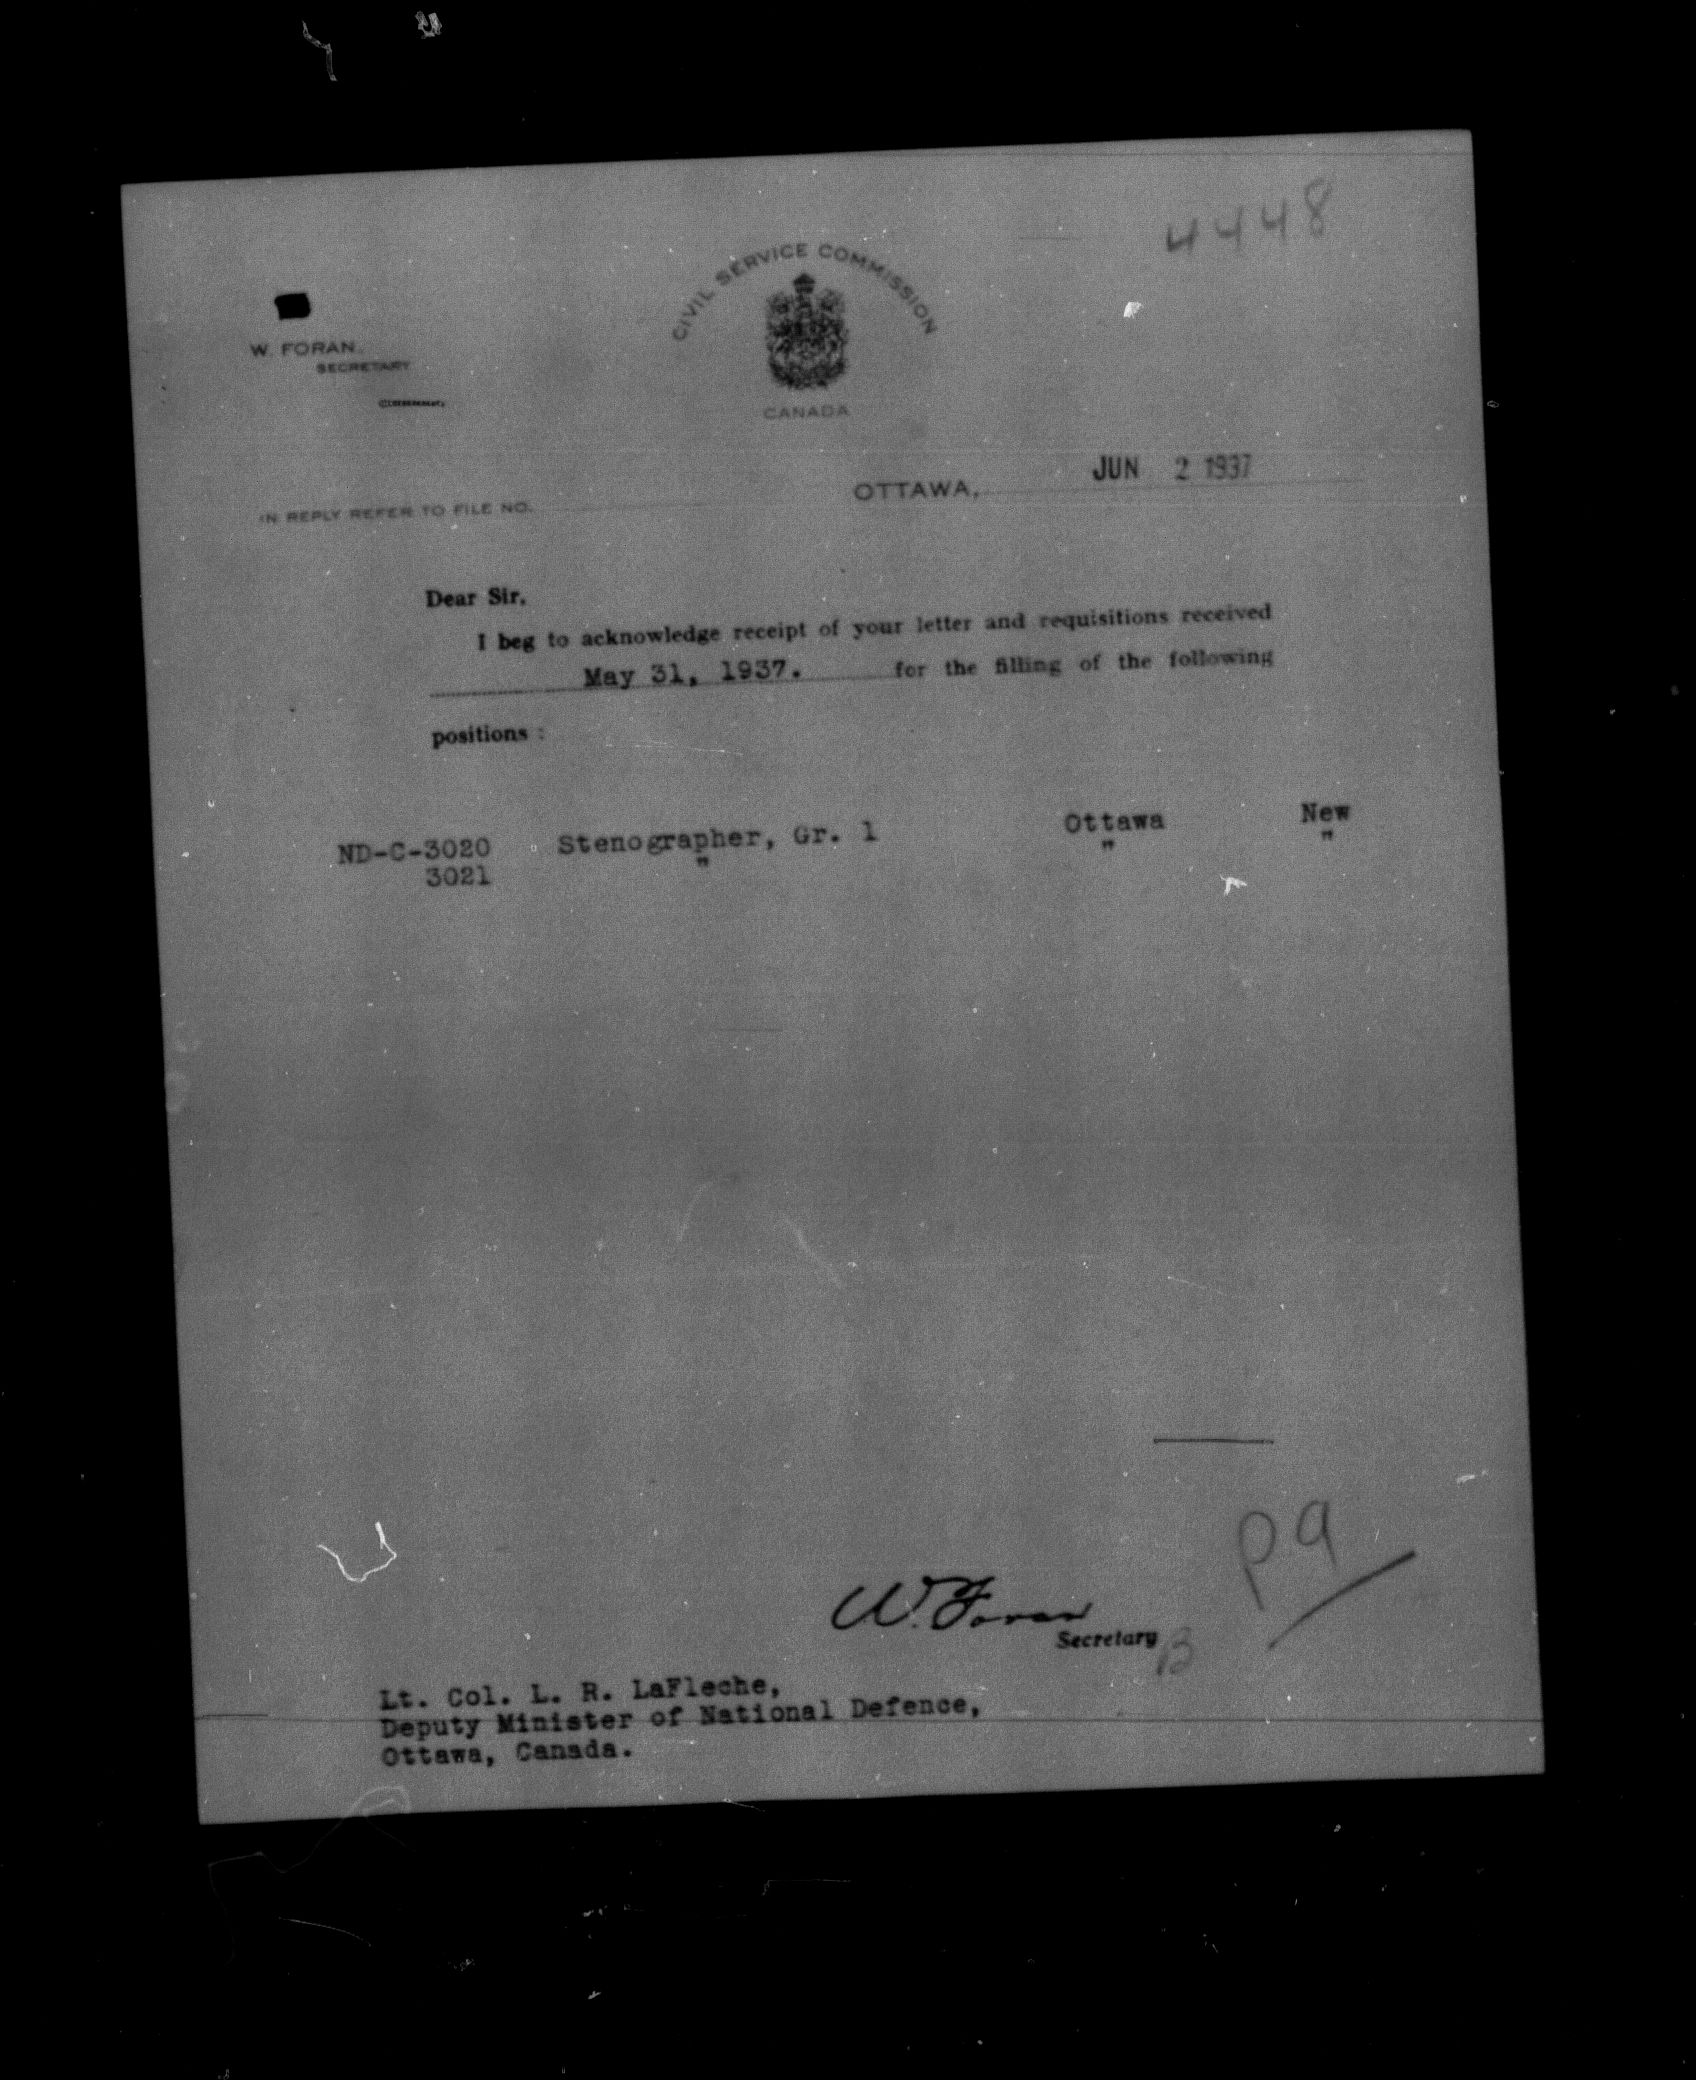 4448
CIVIL SERVICE COMMISSION
CANADA
W. FORAN.
SECRETARY
OTTAWA, JUN 2 1937
IN REPLY REFER TO FILE NO.
Dear Sir,
I beg to acknowledge receipt of your letter and requisitions received
May 31, 1937. for the filling of the following
positions :
ND-C-3020 Stenographer, Gr. 1 Ottawa New
3021 " " "
P9
W. Foran
Secretary
B
Lt. Col. L. R. LaFleche,
Deputy Minister of National Defence,
Ottawa, Canada.